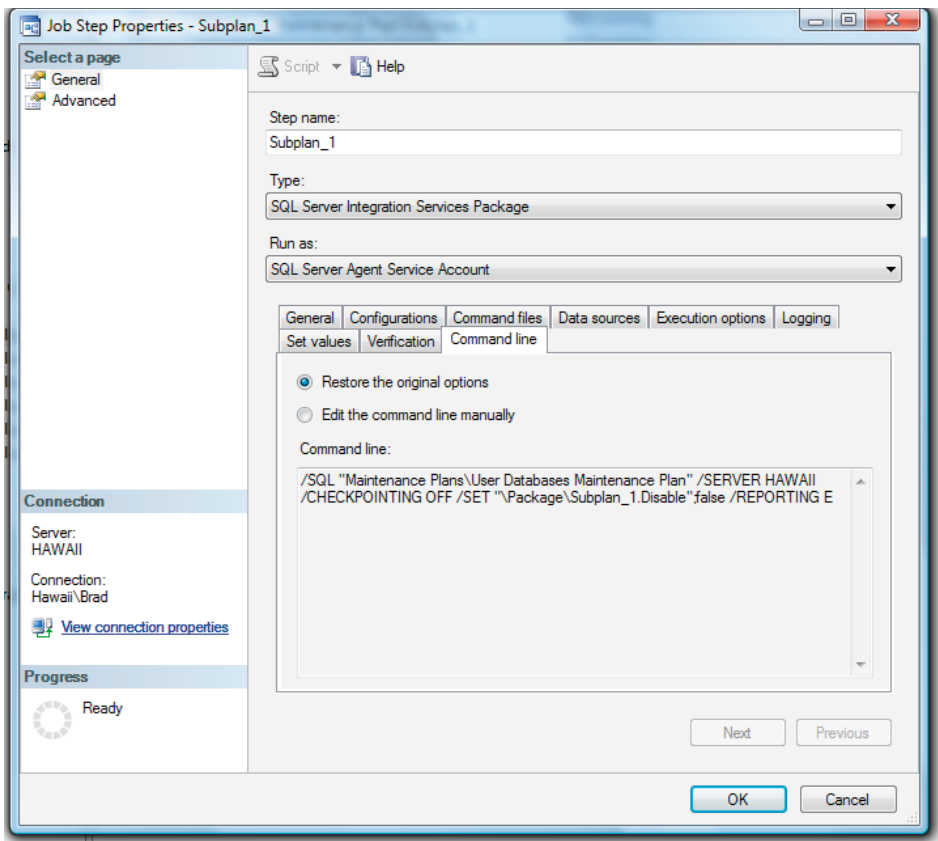 Job Step Properties - Subplan_1
Select a page
General
Advanced
Script
Help
Step name:
Subplan_1
Type:
SQL Server Integration Services Package
Run as:
SQL Server Agent Service Account
General
Configurations
Command files
Data sources
Execution options
Logging
Set values
Verification
Command line
Restore the original options
Edit the command line manually
Command line:
/SQL "Maintenance Plans\User Databases Maintenance Plan" /SERVER HAWAII
/CHECKPOINTING OFF /SET "\Package\Subplan_1.Disable";false /REPORTING E
Connection
Server:
HAWAII
Connection:
Hawaii\Brad
View connection properties
Progress
Ready
Next
Previous
OK
Cancel